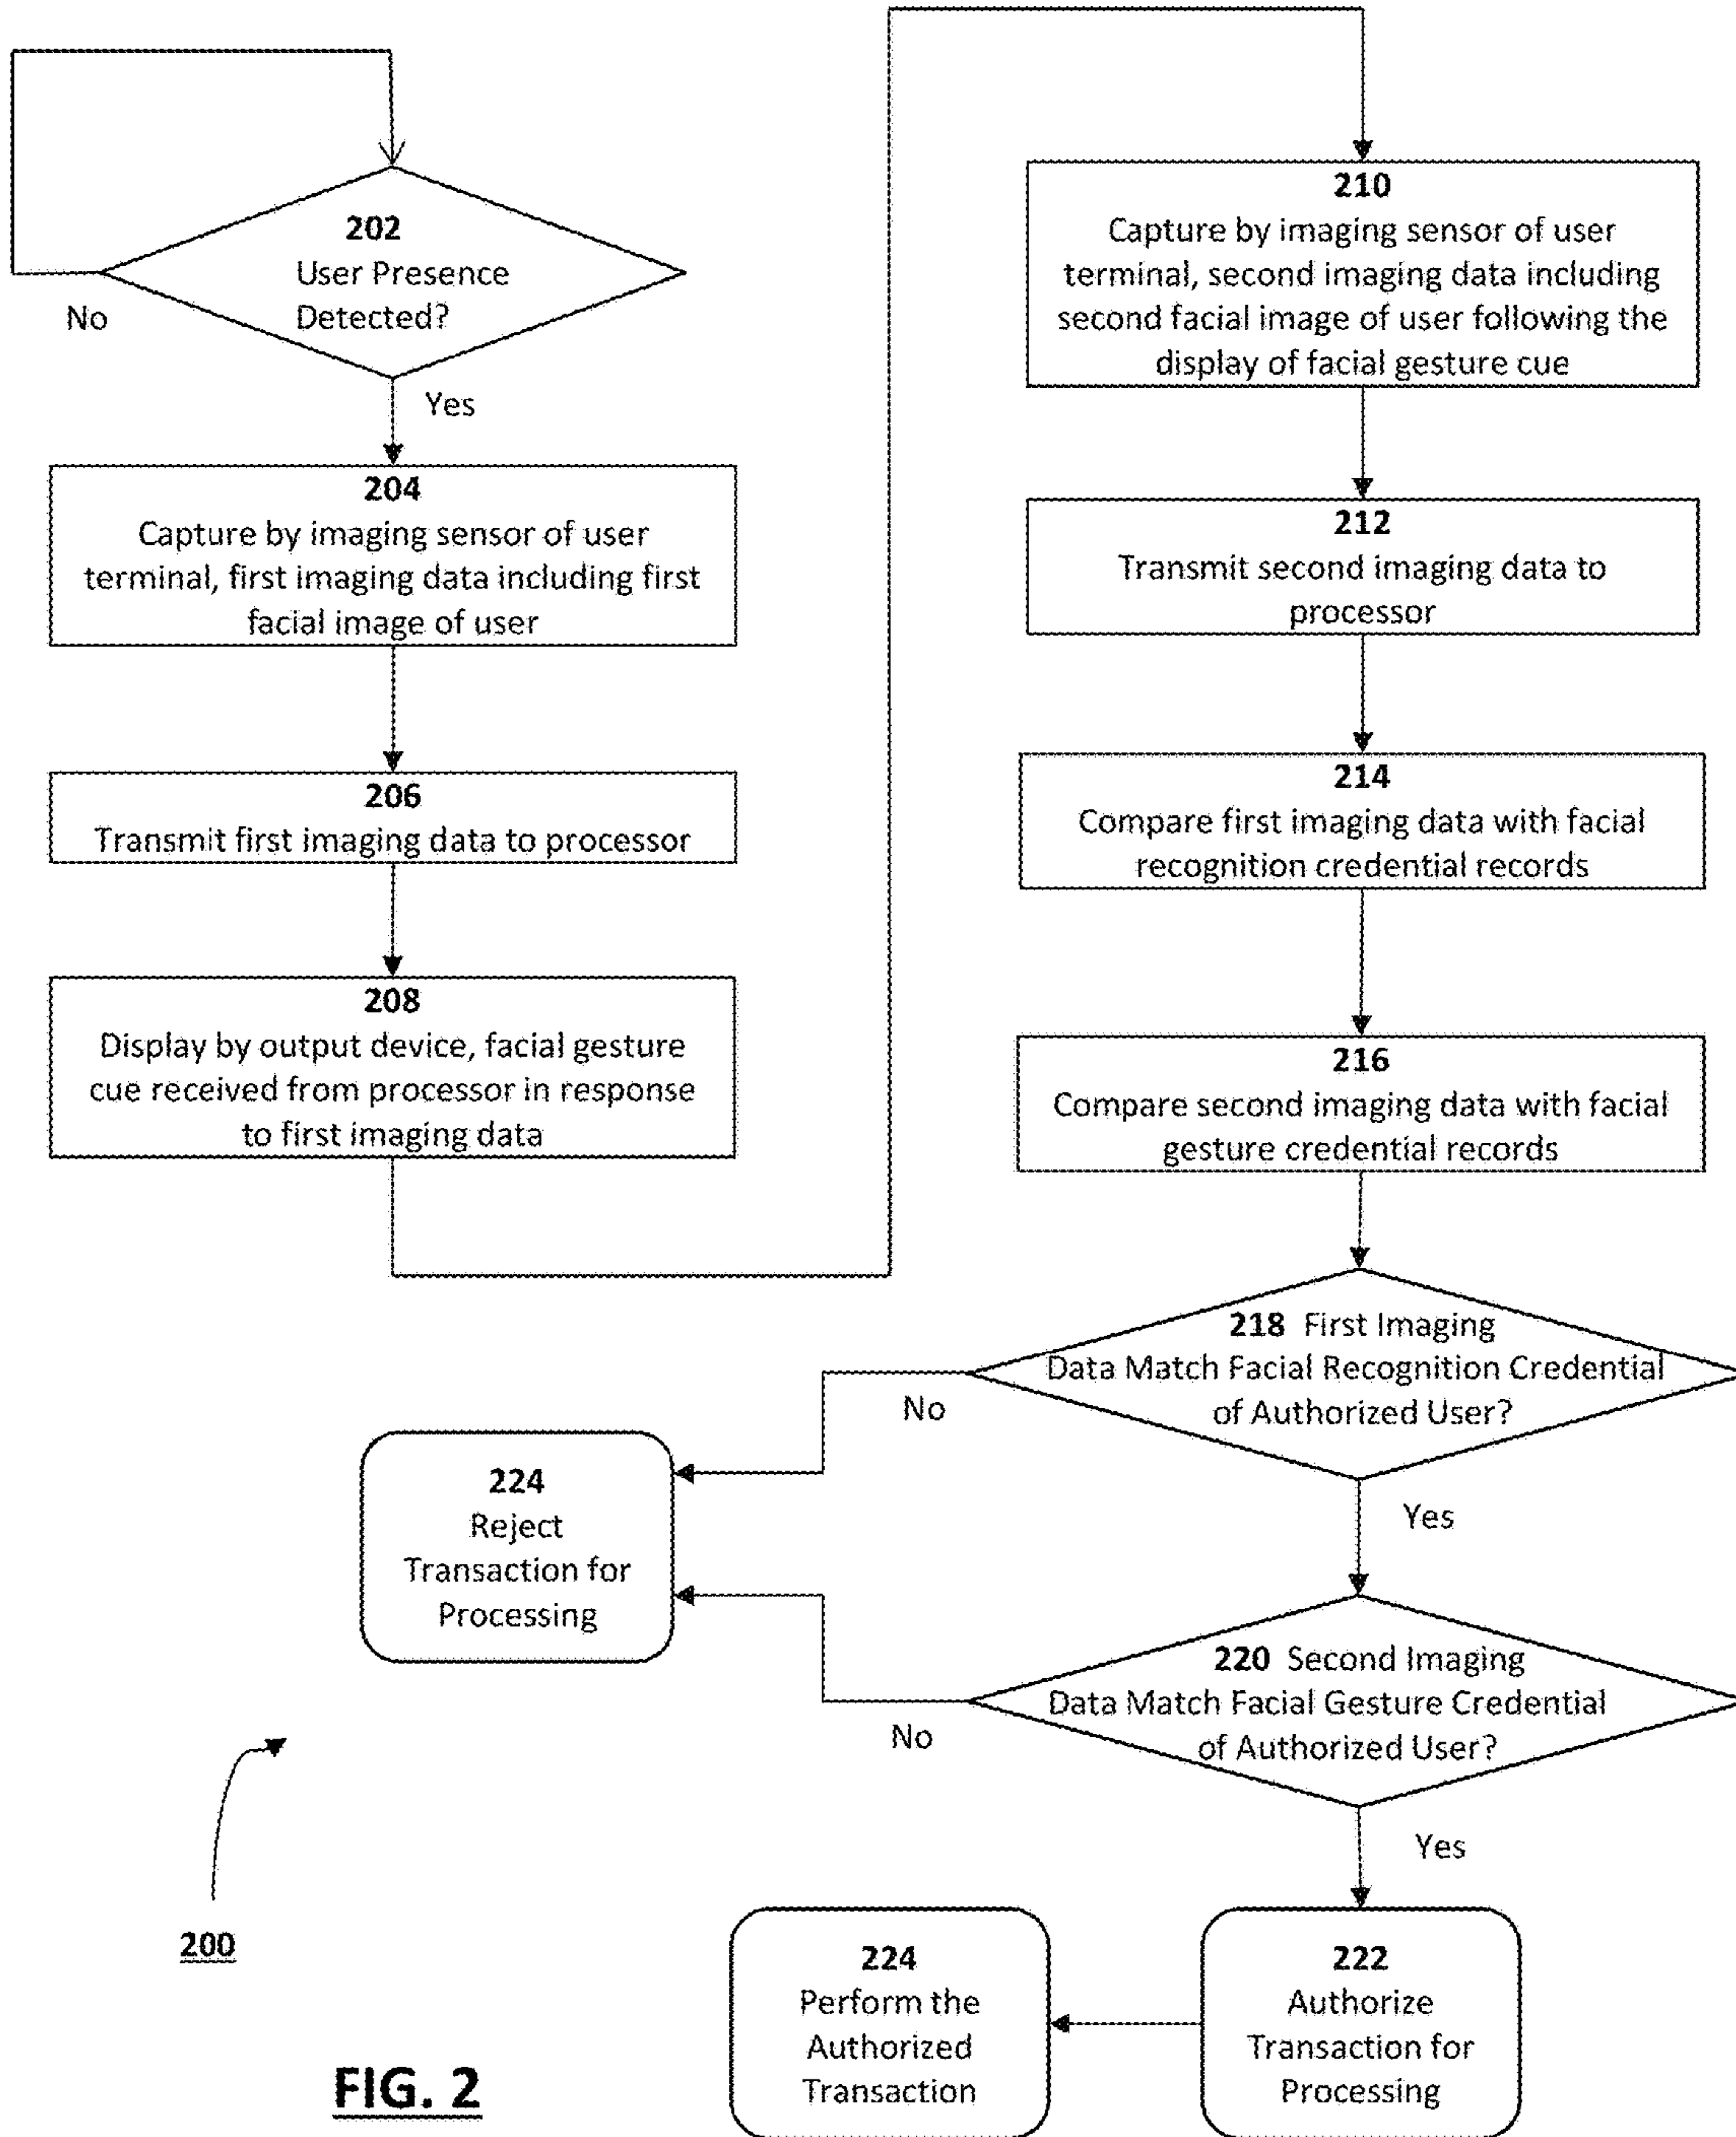 202
User Presence
Detected?
No
Yes
204
Capture by imaging sensor of user
terminal, first imaging data including first
facial image of user
206
Transmit first imaging data to processor
208
Display by output device, facial gesture
cue received from processor in response
to first imaging data
210
Capture by imaging sensor of user
terminal, second imaging data including
second facial image of user following the
display of facial gesture cue
212
Transmit second imaging data to
processor
214
Compare first imaging data with facial
recognition credential records
216
Compare second imaging data with facial
gesture credential records
218 First Imaging
Data Match Facial Recognition Credential
of Authorized User?
No
Yes
224
Reject
Transaction for
Processing
220 Second Imaging
Data Match Facial Gesture Credential
of Authorized User?
No
Yes
222
Authorize
Transaction for
Processing
224
Perform the
Authorized
Transaction
200
FIG. 2